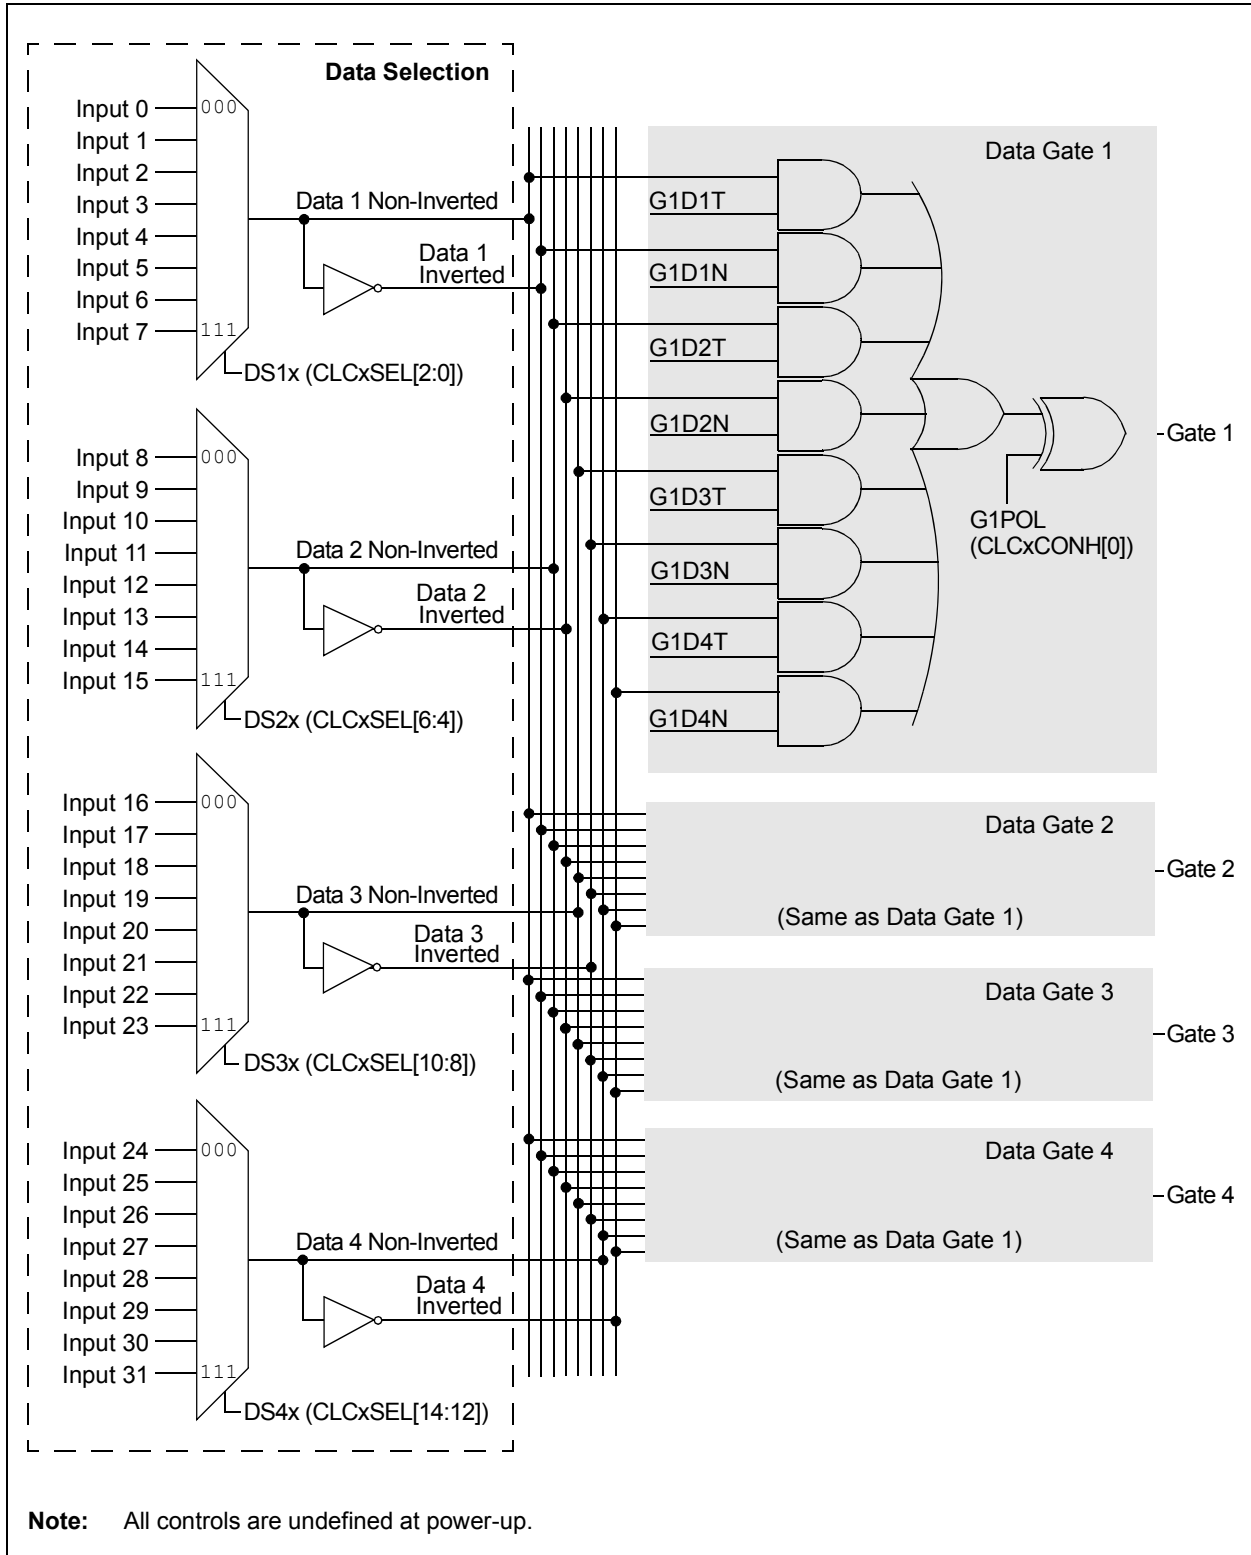 Data Selection
Input 0
000
Input 1
Input 2
Input 3
Input 4
Input 5
Input 6
Input 7
111
DS1x (CLCxSEL[2:0])
Data 1 Non-Inverted
Data 1
Inverted
Input 8
000
Input 9
Input 10
Input 11
Input 12
Input 13
Input 14
Input 15
111
DS2x (CLCxSEL[6:4])
Data 2 Non-Inverted
Data 2
Inverted
Input 16
000
Input 17
Input 18
Input 19
Input 20
Input 21
Input 22
Input 23
111
DS3x (CLCxSEL[10:8])
Data 3 Non-Inverted
Data 3
Inverted
Input 24
000
Input 25
Input 26
Input 27
Input 28
Input 29
Input 30
Input 31
111
DS4x (CLCxSEL[14:12])
Data 4 Non-Inverted
Data 4
Inverted
Data Gate 1
G1D1T
G1D1N
G1D2T
G1D2N
G1D3T
G1D3N
G1D4T
G1D4N
G1POL
(CLCxCONH[0])
Gate 1
Data Gate 2
(Same as Data Gate 1)
Gate 2
Data Gate 3
(Same as Data Gate 1)
Gate 3
Data Gate 4
(Same as Data Gate 1)
Gate 4
Note: All controls are undefined at power-up.